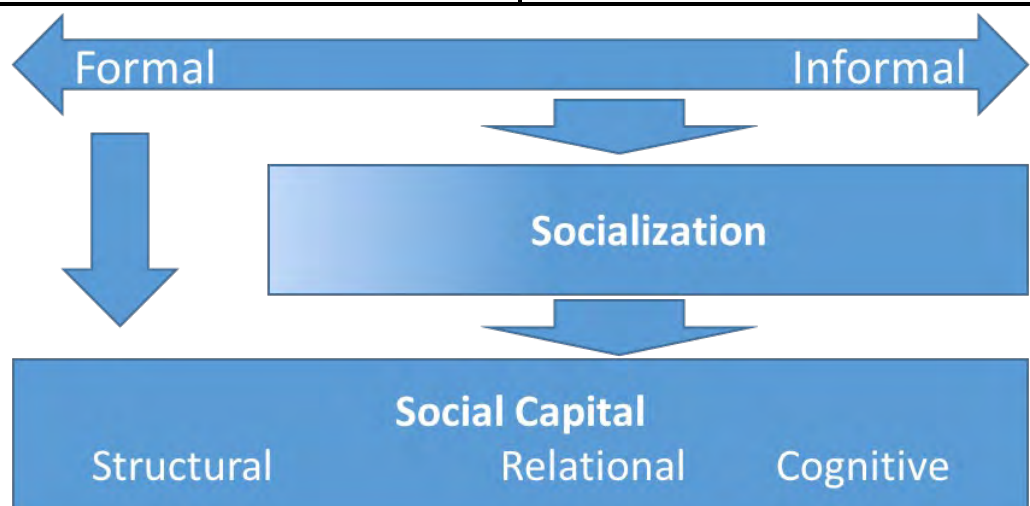 Formal Informal
Socialization
Social Capital
Structural Relational Cognitive